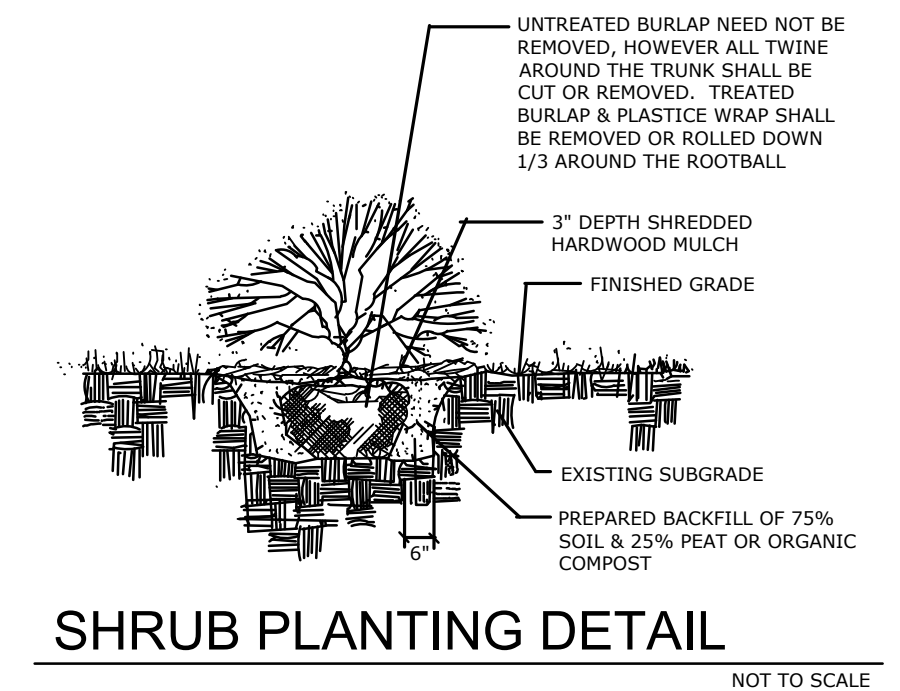 UNTREATED BURLAP NEED NOT BE
REMOVED, HOWEVER ALL TWINE
AROUND THE TRUNK SHALL BE
CUT OR REMOVED. TREATED
BURLAP & PLASTICE WRAP SHALL
BE REMOVED OR ROLLED DOWN
1/3 AROUND THE ROOTBALL
3" DEPTH SHREDDED
HARDWOOD MULCH
FINISHED GRADE
EXISTING SUBGRADE
PREPARED BACKFILL OF 75%
SOIL & 25% PEAT OR ORGANIC
COMPOST
6"
SHRUB PLANTING DETAIL
NOT TO SCALE